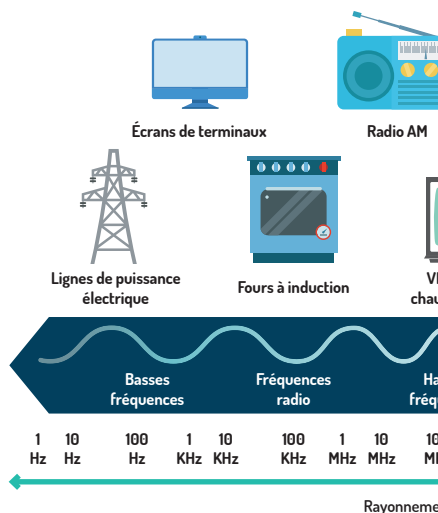 Écrans de terminaux
Radio AM
Lignes de puissance
électrique
Fours à induction
Basses
fréquences
Fréquences
radio
1 10 100 1 10 100 1 10
Hz Hz Hz KHz KHz KHz MHz MHz